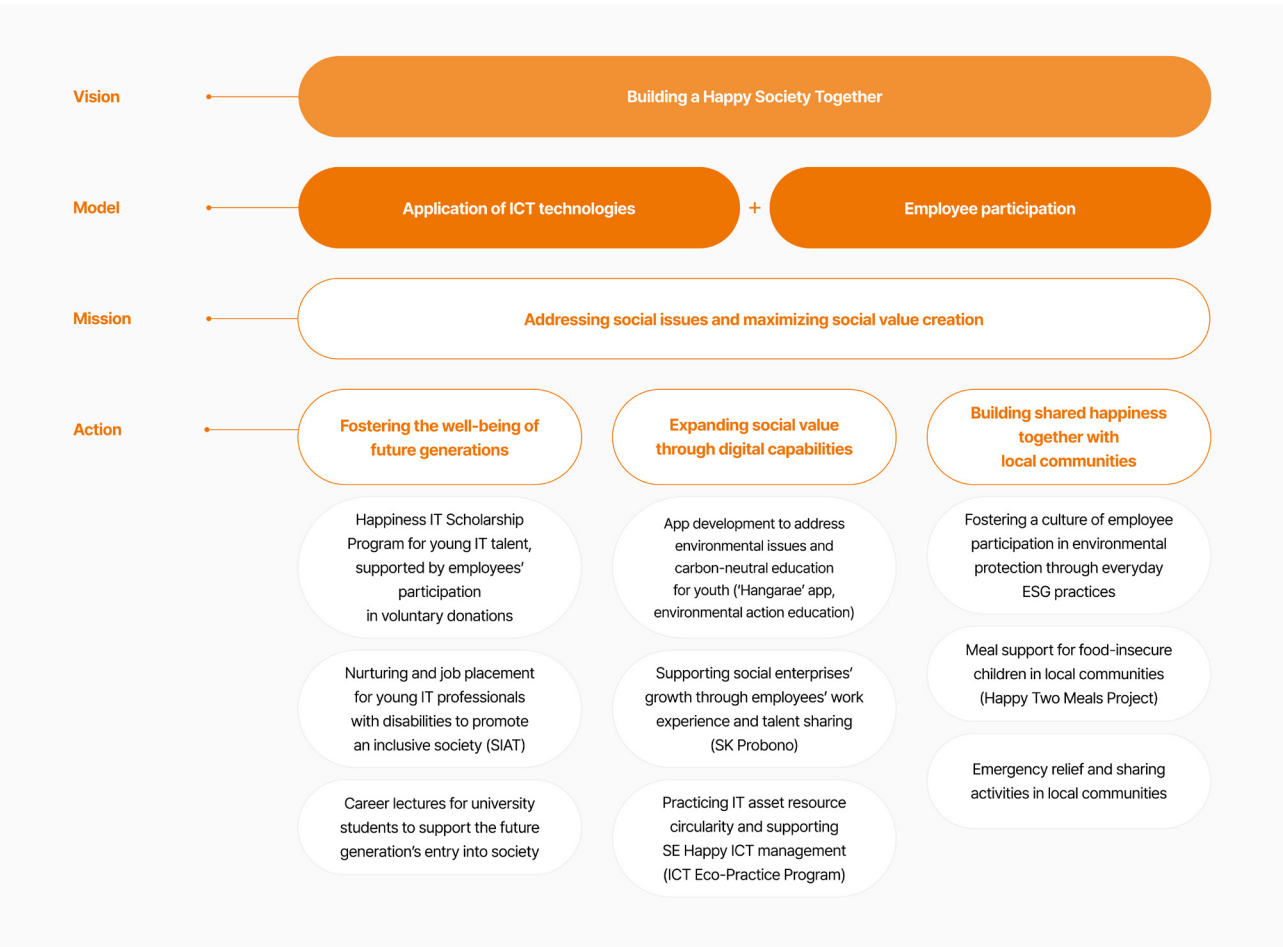 Vision
Building a Happy Society Together
Model
Application of ICT technologies
+
Employee participation
Mission
Addressing social issues and maximizing social value creation
Action
Fostering the well-being of
future generations
Happiness IT Scholarship
Program for young IT talent,
supported by employees’
participation
in voluntary donations
Nurturing and job placement
for young IT professionals
with disabilities to promote
an inclusive society (SIAT)
Career lectures for university
students to support the future
generation’s entry into society
Expanding social value
through digital capabilities
App development to address
environmental issues and
carbon-neutral education
for youth (‘Hangarae’ app,
environmental action education)
Supporting social enterprises’
growth through employees’ work
experience and talent sharing
(SK Probono)
Practicing IT asset resource
circularity and supporting
SE Happy ICT management
(ICT Eco-Practice Program)
Building shared happiness
together with
local communities
Fostering a culture of employee
participation in environmental
protection through everyday
ESG practices
Meal support for food-insecure
children in local communities
(Happy Two Meals Project)
Emergency relief and sharing
activities in local communities